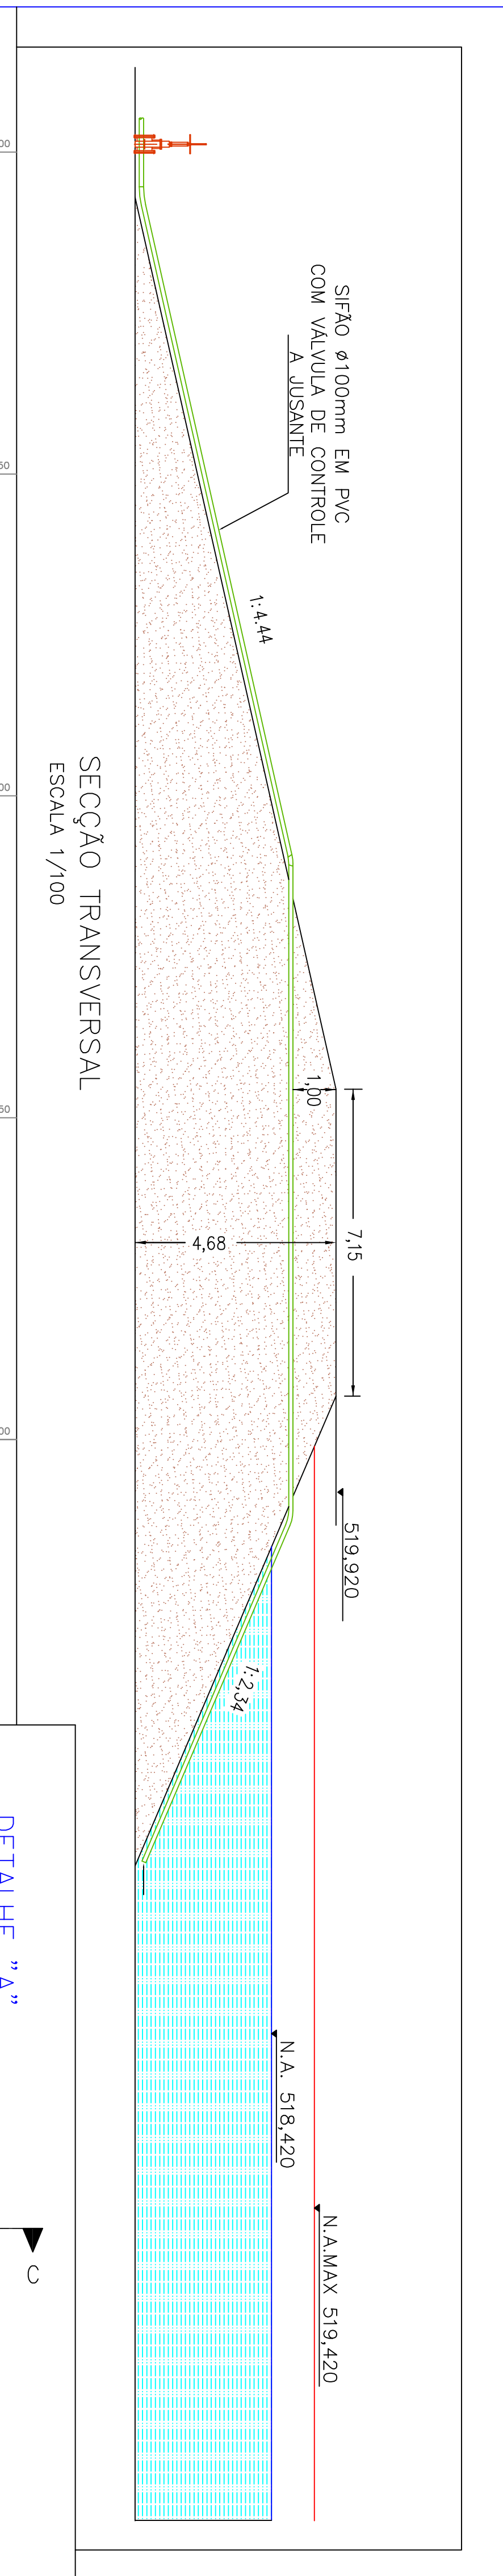 SIFÃO ø100mm EM PVC
COM VÁLVULA DE CONTROLE
A JUSANTE
1:4.44
1,00
7,15
4,68
519,920
1:2,34
N.A. 518,420
N.A.MAX 519,420
SECÇÃO TRANSVERSAL
ESCALA 1/100
DETALHE "A"
C